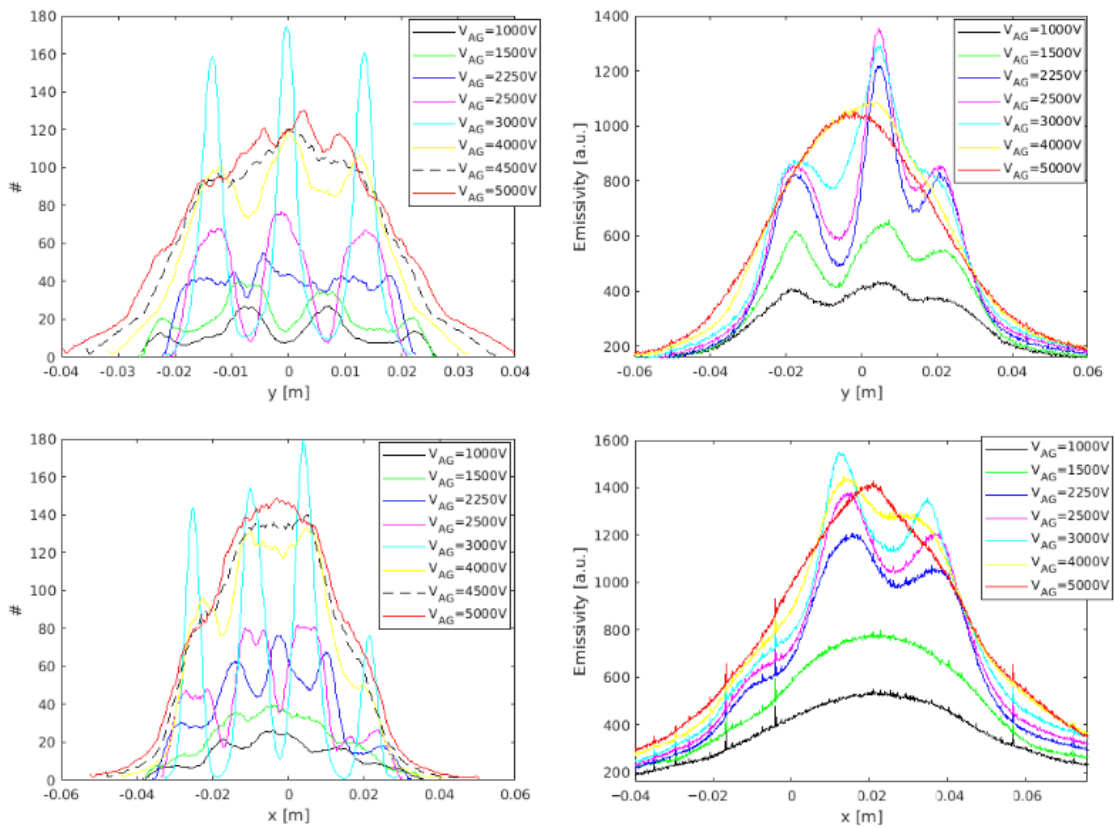 180
160
140
120
100
80
60
40
20
0
#
-0.04 -0.03 -0.02 -0.01 0 0.01 0.02 0.03 0.04
y [m]
V_AG=1000V
V_AG=1500V
V_AG=2250V
V_AG=2500V
V_AG=3000V
V_AG=4000V
V_AG=4500V
V_AG=5000V
1400
1200
1000
800
600
400
200
Emissivity [a.u.]
-0.06 -0.04 -0.02 0 0.02 0.04 0.06
y [m]
V_AG=1000V
V_AG=1500V
V_AG=2250V
V_AG=2500V
V_AG=3000V
V_AG=4000V
V_AG=5000V
180
160
140
120
100
80
60
40
20
0
#
-0.06 -0.04 -0.02 0 0.02 0.04 0.06
x [m]
V_AG=1000V
V_AG=1500V
V_AG=2250V
V_AG=2500V
V_AG=3000V
V_AG=4000V
V_AG=4500V
V_AG=5000V
1600
1400
1200
1000
800
600
400
200
Emissivity [a.u.]
−0.04 −0.02 0 0.02 0.04 0.06
x [m]
V_AG=1000V
V_AG=1500V
V_AG=2250V
V_AG=2500V
V_AG=3000V
V_AG=4000V
V_AG=5000V